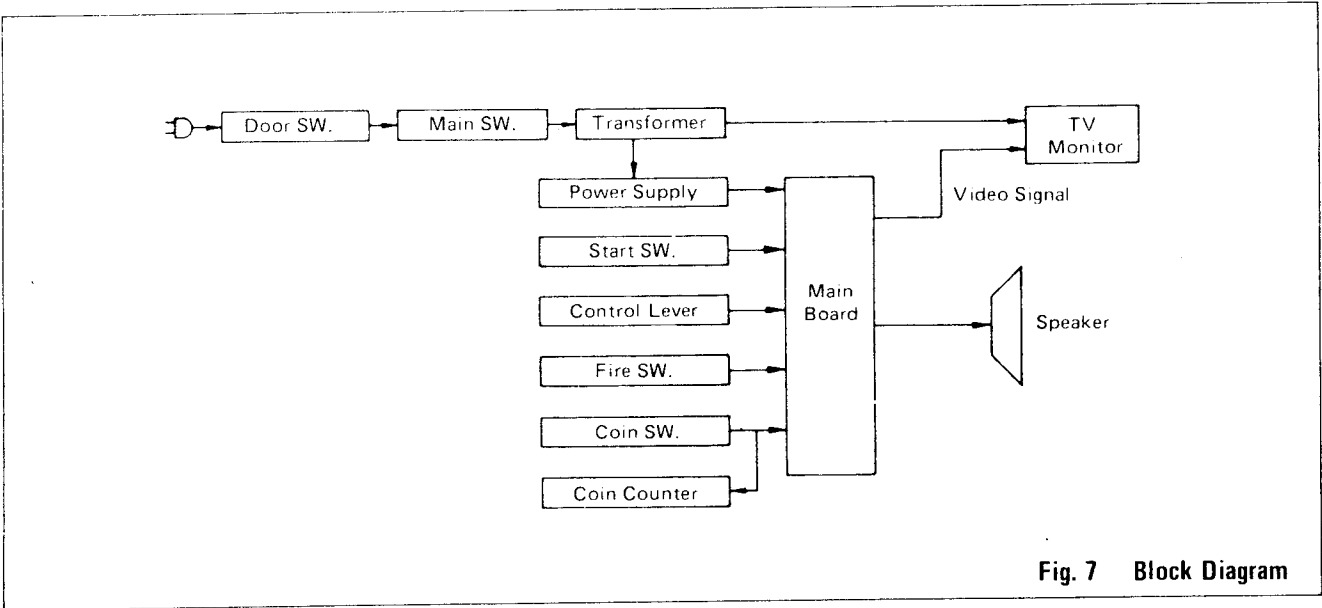 Door SW.
Main SW.
Transformer
TV
Monitor
Power Supply
Video Signal
Start SW.
Main
Board
Control Lever
Speaker
Fire SW.
Coin SW.
Coin Counter
Fig. 7 Block Diagram